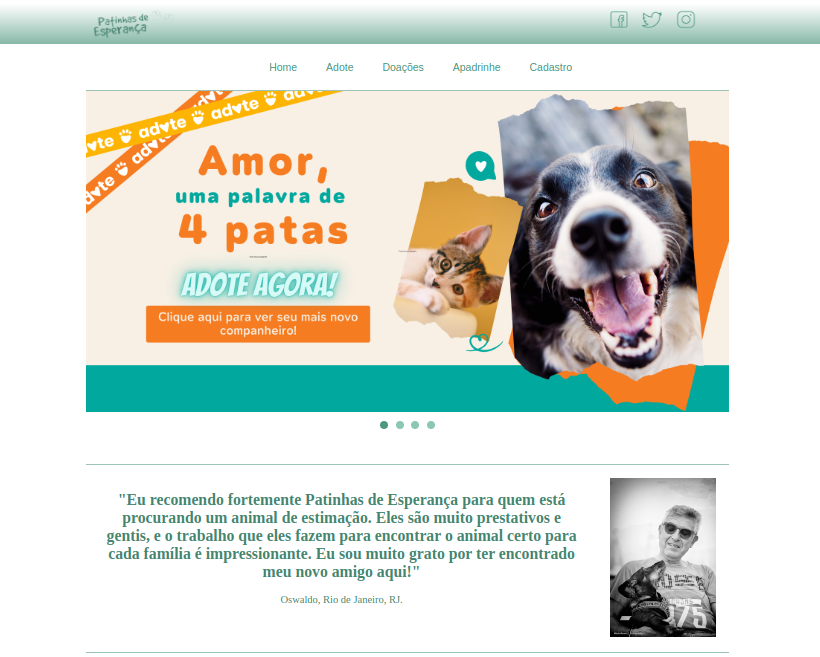 Patinhas de
Esperança
Home Adote Doações Apadrinhe Cadastro
adote adote adote
adote adote
Amor,
uma palavra de
4 patas
ADOTE AGORA!
Clique aqui para ver seu mais novo
companheiro!
"Eu recomendo fortemente Patinhas de Esperança para quem está
procurando um animal de estimação. Eles são muito prestativos e
gentis, e o trabalho que eles fazem para encontrar o animal certo para
cada família é impressionante. Eu sou muito grato por ter encontrado
meu novo amigo aqui!"
Oswaldo, Rio de Janeiro, RJ.